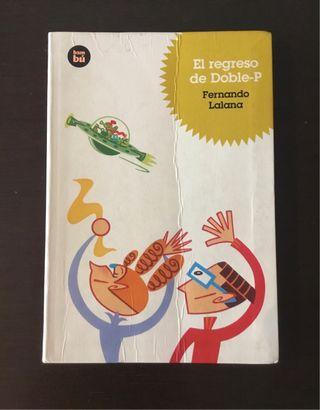 bam
bú
El regreso
de Doble-P
Fernando
Lalana